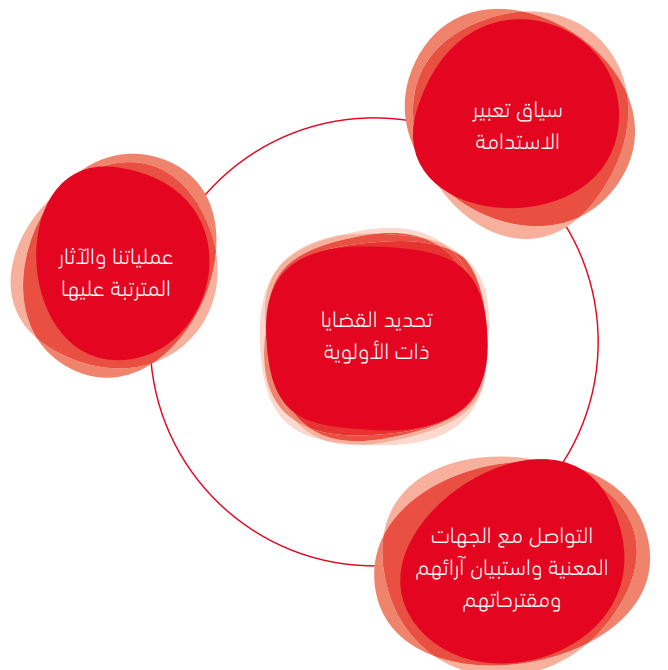 سياق تعبير
الاستدامة
عملياتنا والآثار
المترتبة عليها
تحديد القضايا
ذات الأولوية
التواصل مع الجهات
المعنية واستبيان آرائهم
ومقترحاتهم